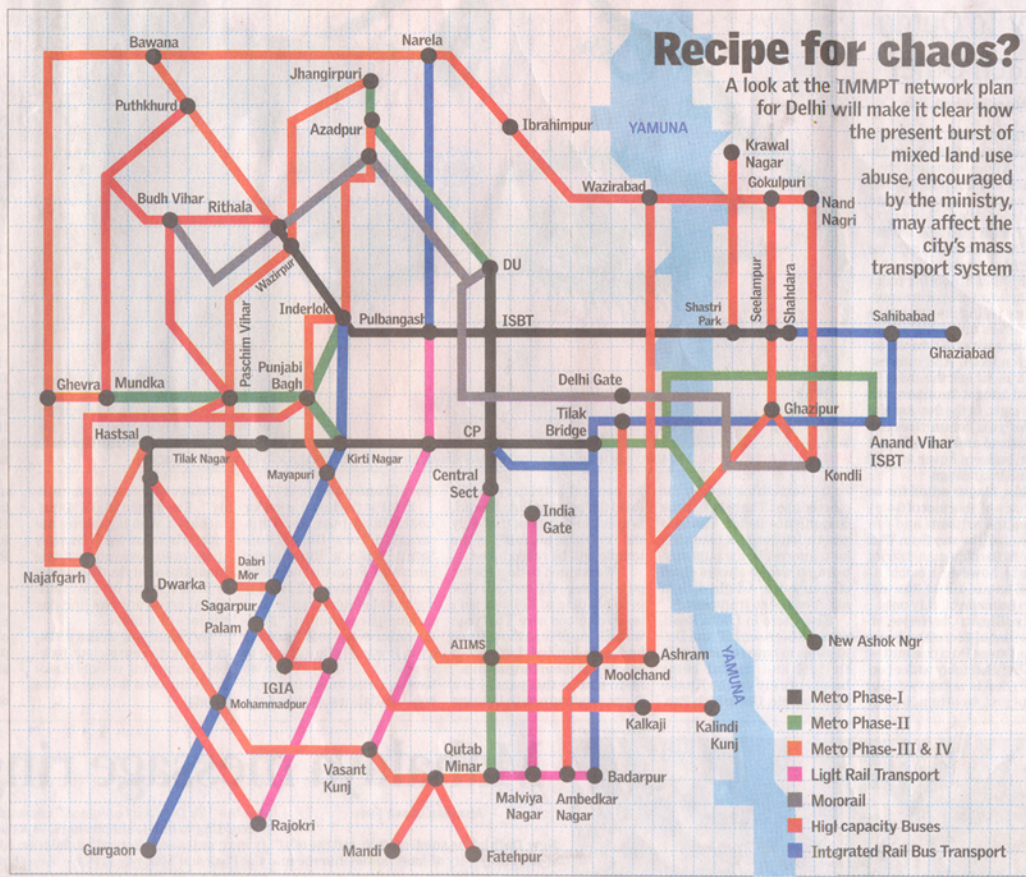 Recipe for chaos?
A look at the IMMPT network plan
for Delhi will make it clear how
the present burst of
mixed land use
abuse, encouraged
by the ministry,
may affect the
city's mass
transport system
Bawana
Narela
Jhangirpuri
Puthkhurd
Azadpur
Ibrahimpur
YAMUNA
Krawal
Nagar
Gokulpuri
Wazirabad
Nand
Nagri
Budh Vihar
Rithala
Wazirpur
DU
Inderlok
Pulbangash
ISBT
Shastri
Park
Seelampur
Shahdara
Sahibabad
Ghaziabad
Paschim Vihar
Punjabi
Bagh
Ghevra
Mundka
Delhi Gate
Ghazipur
Tilak
Bridge
Hastsal
CP
Anand Vihar
ISBT
Tilak Nagar
Kirti Nagar
Mayapuri
Central
Sect
Kondli
India
Gate
Najafgarh
Dwarka
Dabri
Mor
Sagarpur
Palam
New Ashok Ngr
AIIMS
Ashram
Moolchand
YAMUNA
IGIA
Mohammadpur
Kalkaji
Kalindi
Kunj
Vasant
Kunj
Qutab
Minar
Malviya
Nagar
Ambedkar
Nagar
Badarpur
Rajokri
Gurgaon
Mandi
Fatehpur
Metro Phase-I
Metro Phase-II
Metro Phase-III & IV
Light Rail Transport
Mororail
Higl capacity Buses
Integrated Rail Bus Transport